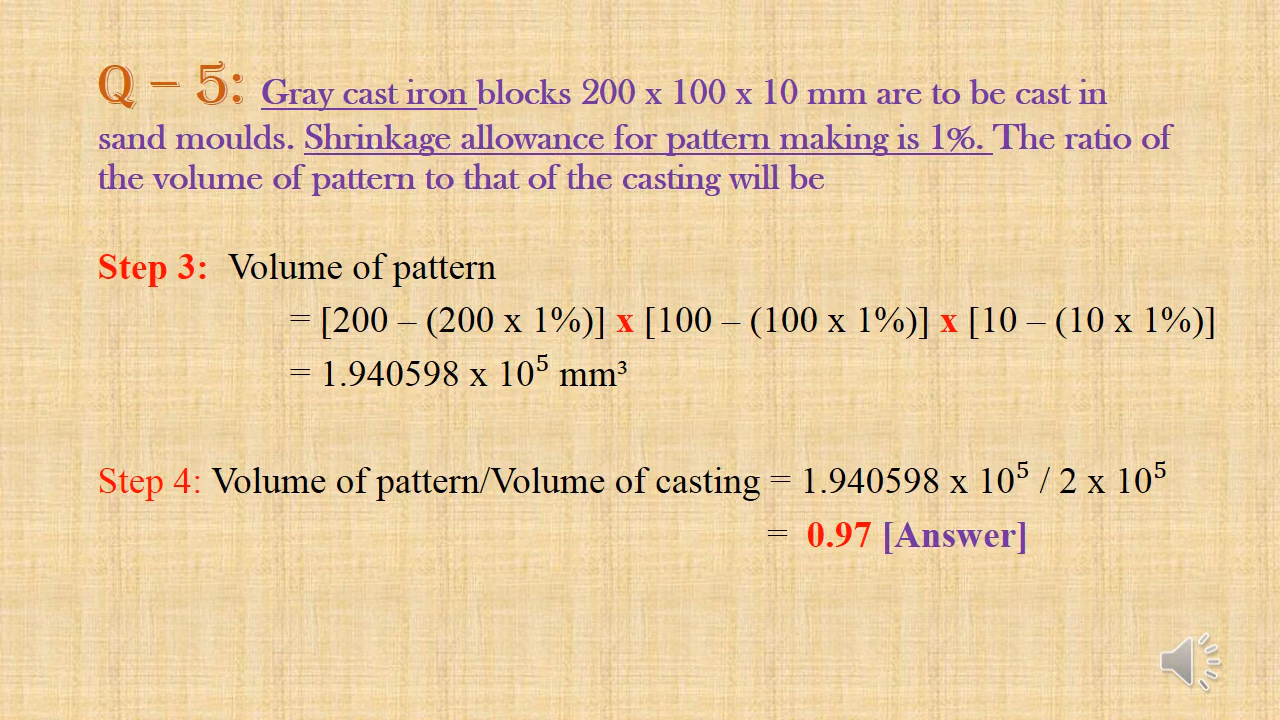 Q – 5: Gray cast iron blocks 200 x 100 x 10 mm are to be cast in
sand moulds. Shrinkage allowance for pattern making is 1%. The ratio of
the volume of pattern to that of the casting will be
Step 3: Volume of pattern
= [200 – (200 x 1%)] x [100 – (100 x 1%)] x [10 – (10 x 1%)]
= 1.940598 x 10⁵ mm³
Step 4: Volume of pattern/Volume of casting = 1.940598 x 10⁵ / 2 x 10⁵
= 0.97 [Answer]